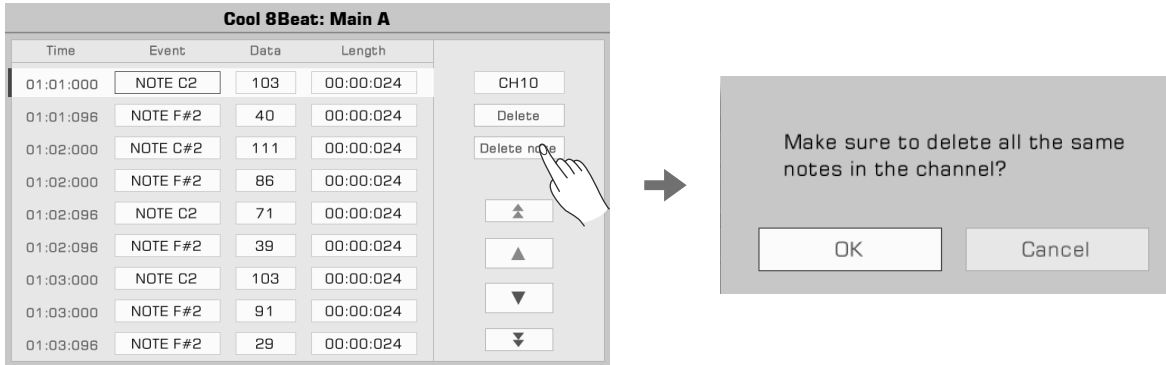 Cool 8Beat: Main A
Time Event Data Length
01:01:000 NOTE C2 103 00:00:024 CH10
01:01:096 NOTE F#2 40 00:00:024 Delete
01:02:000 NOTE C#2 111 00:00:024 Delete note
01:02:000 NOTE F#2 86 00:00:024
01:02:096 NOTE C2 71 00:00:024
01:02:096 NOTE F#2 39 00:00:024
01:03:000 NOTE C2 103 00:00:024
01:03:000 NOTE F#2 91 00:00:024
01:03:096 NOTE F#2 29 00:00:024
Make sure to delete all the same
notes in the channel?
OK Cancel